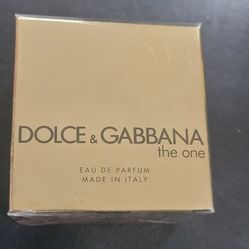 DOLCE & GABBANA
the one
EAU DE PARFUM
MADE IN ITALY